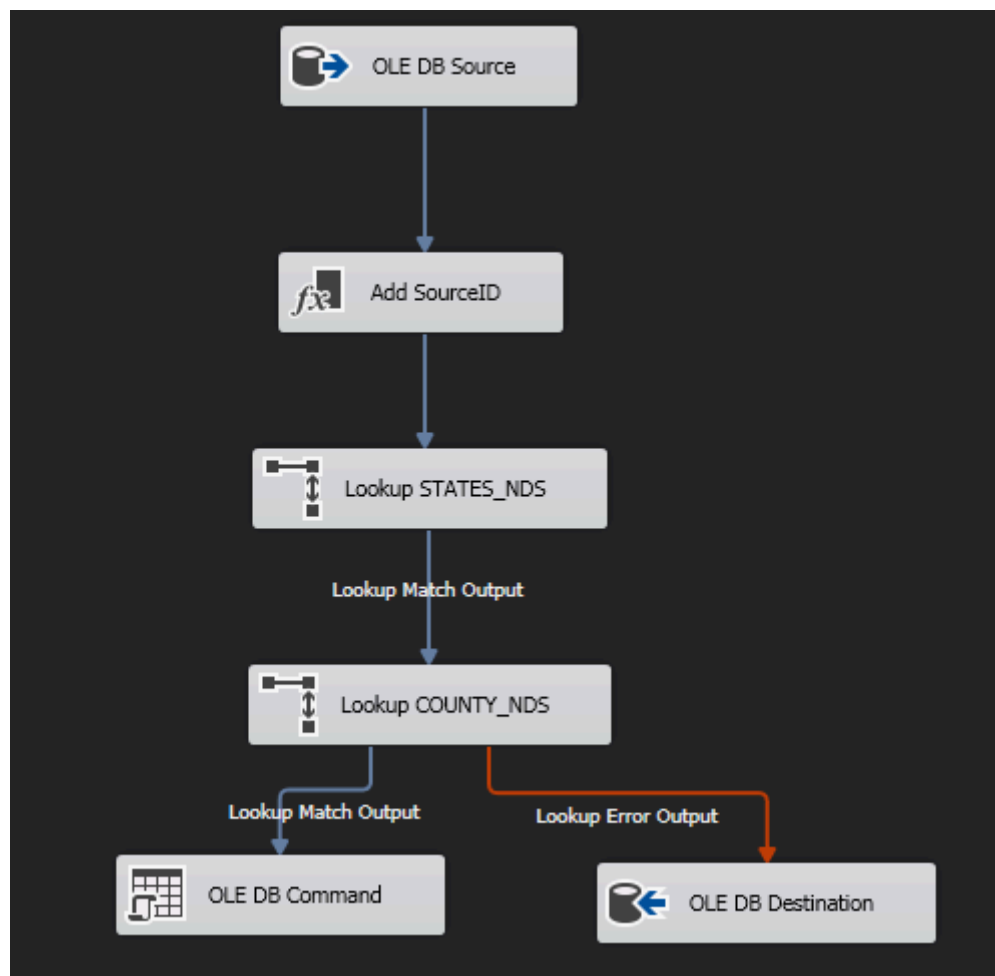 OLE DB Source
fx Add SourceID
Lookup STATES_NDS
Lookup Match Output
Lookup COUNTY_NDS
Lookup Match Output
Lookup Error Output
OLE DB Command
OLE DB Destination